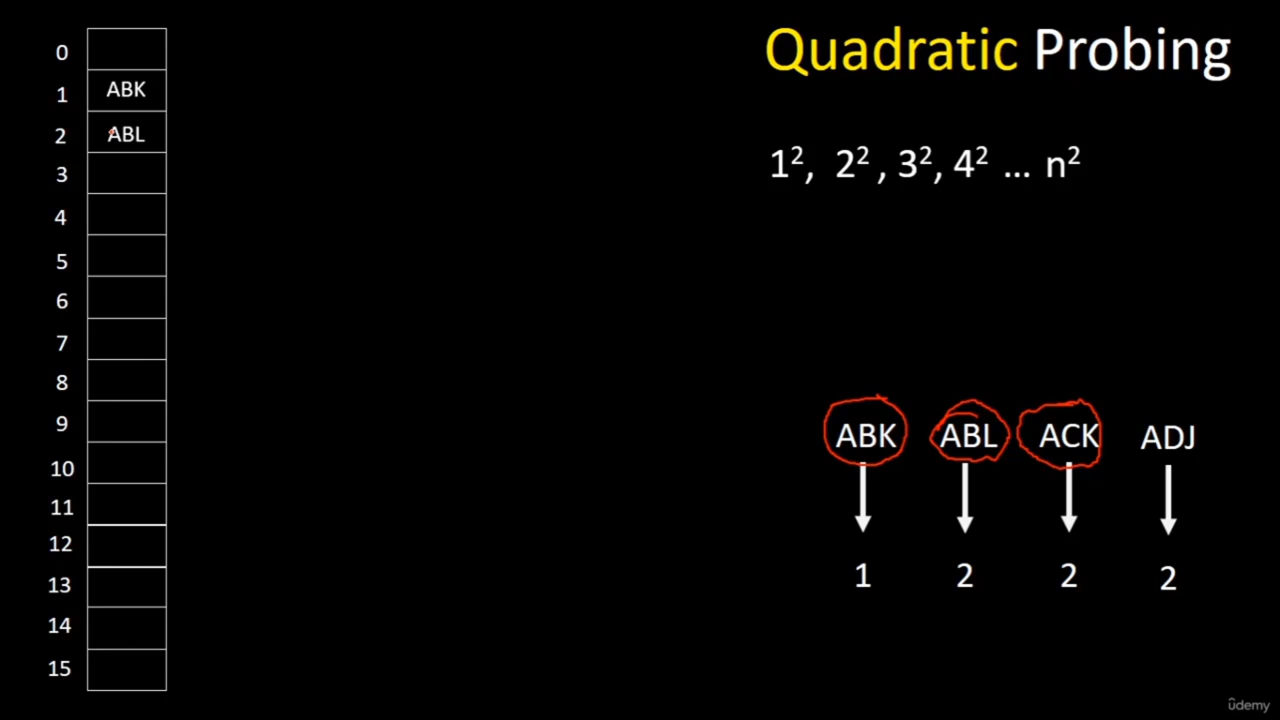 Quadratic Probing
1², 2² , 3², 4² ... n²
0
1 ABK
2 ABL
3
4
5
6
7
8
9
10
11
12
13
14
15
ABK ABL ACK ADJ
1 2 2 2
ûdemy